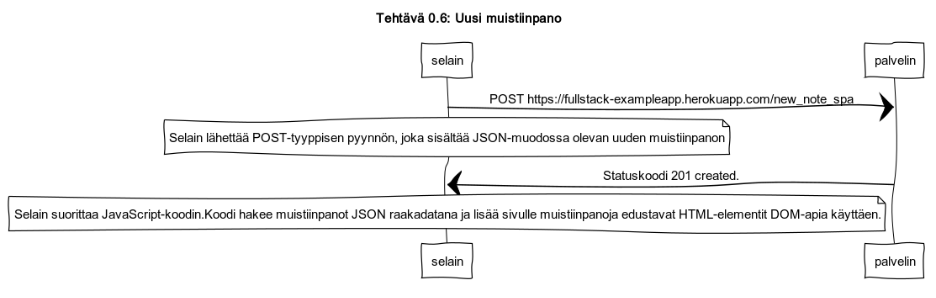 Tehtävä 0.6: Uusi muistiinpano
selain
palvelin
POST https://fullstack-exampleapp.herokuapp.com/new_note_spa
Selain lähettää POST-tyyppisen pyynnön, joka sisältää JSON-muodossa olevan uuden muistiinpanon
Statuskoodi 201 created.
Selain suorittaa JavaScript-koodin.Koodi hakee muistiinpanot JSON raakadatana ja lisää sivulle muistiinpanoja edustavat HTML-elementit DOM-apia käyttäen.
selain
palvelin